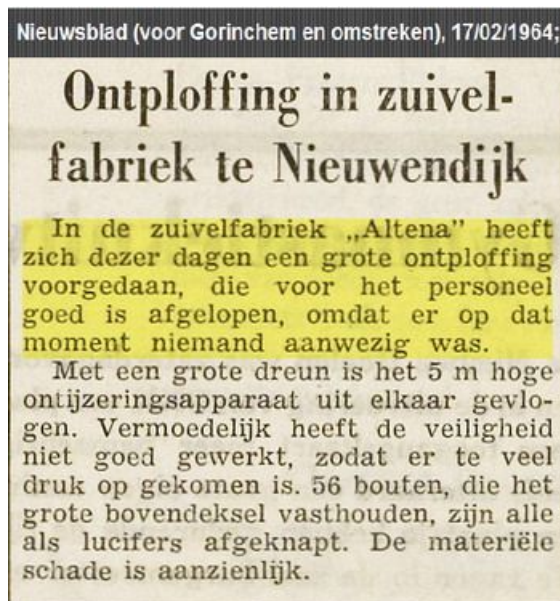 Nieuwsblad (voor Gorinchem en omstreken), 17/02/1964;
Ontploffing in zuivel-
fabriek te Nieuwendijk
In de zuivelfabriek „Altena” heeft
zich dezer dagen een grote ontploffing
voorgedaan, die voor het personeel
goed is afgelopen, omdat er op dat
moment niemand aanwezig was.
Met een grote dreun is het 5 m hoge
ontijzeringsapparaat uit elkaar gevlo-
gen. Vermoedelijk heeft de veiligheid
niet goed gewerkt, zodat er te veel
druk op gekomen is. 56 bouten, die het
grote bovendeksel vasthouden, zijn alle
als lucifers afgeknapt. De materiële
schade is aanzienlijk.